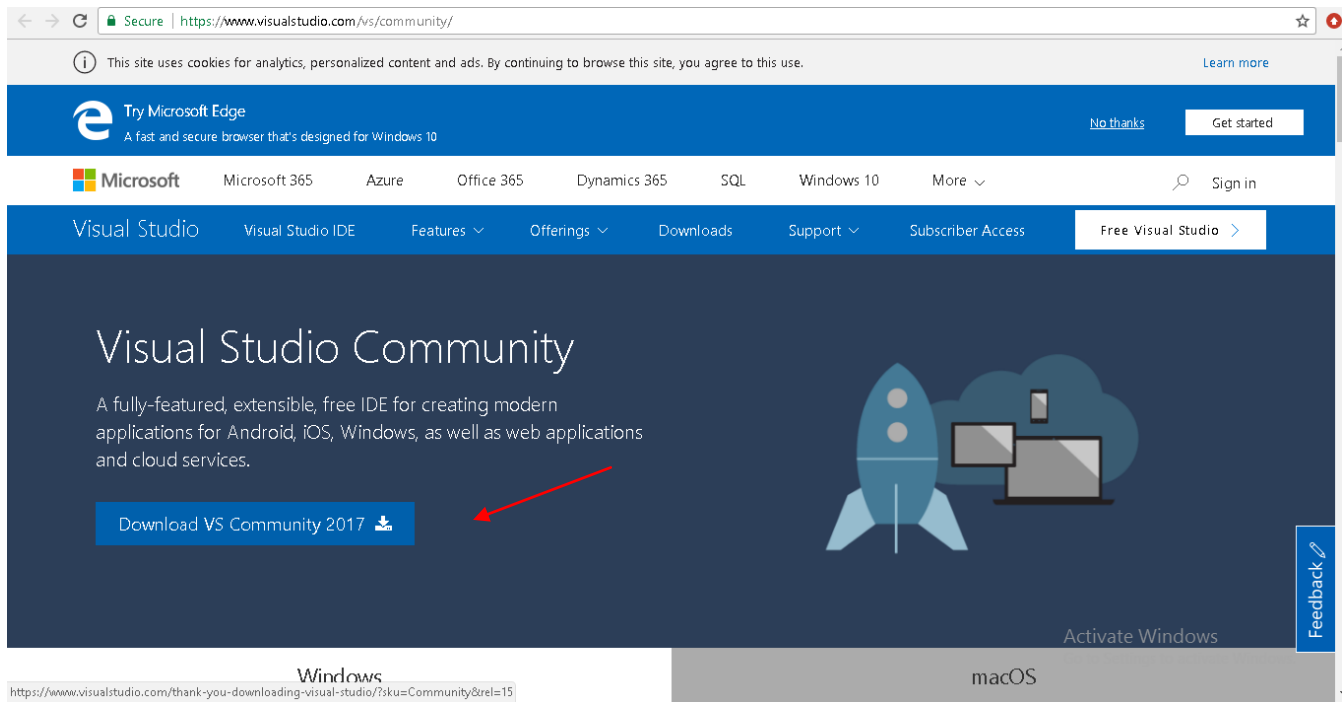 Secure | https://www.visualstudio.com/vs/community/
This site uses cookies for analytics, personalized content and ads. By continuing to browse this site, you agree to this use.
Learn more
Try Microsoft Edge
A fast and secure browser that's designed for Windows 10
No thanks
Get started
Microsoft
Microsoft 365
Azure
Office 365
Dynamics 365
SQL
Windows 10
More
Sign in
Visual Studio
Visual Studio IDE
Features
Offerings
Downloads
Support
Subscriber Access
Free Visual Studio
Visual Studio Community
A fully-featured, extensible, free IDE for creating modern
applications for Android, iOS, Windows, as well as web applications
and cloud services.
Download VS Community 2017
Feedback
Activate Windows
Windows
macOS
https://www.visualstudio.com/thank-you-downloading-visual-studio/?sku=Community&rel=15